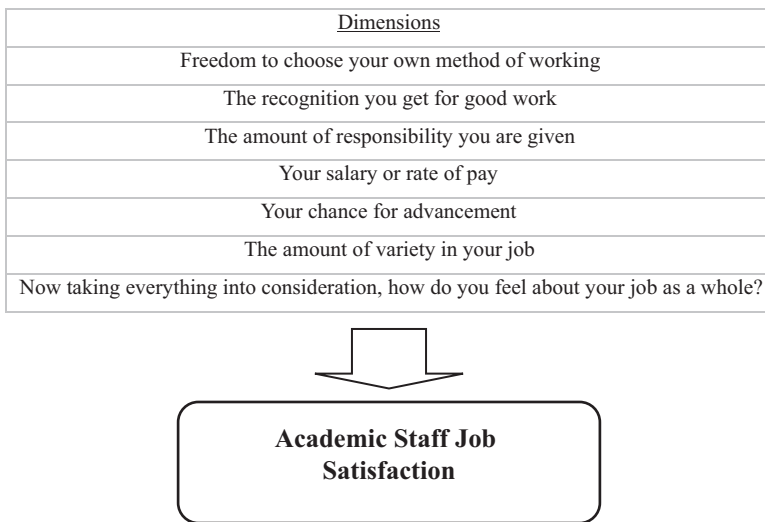 Dimensions
Freedom to choose your own method of working
The recognition you get for good work
The amount of responsibility you are given
Your salary or rate of pay
Your chance for advancement
The amount of variety in your job
Now taking everything into consideration, how do you feel about your job as a whole?
Academic Staff Job
Satisfaction